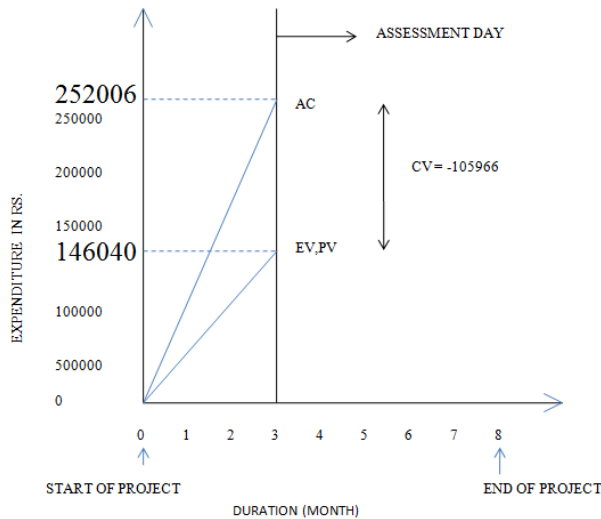 ASSESSMENT DAY
252006
AC
250000
CV = -105966
200000
150000
146040
EV,PV
100000
500000
0
EXPENDITURE IN RS.
0 1 2 3 4 5 6 7 8
START OF PROJECT
END OF PROJECT
DURATION (MONTH)